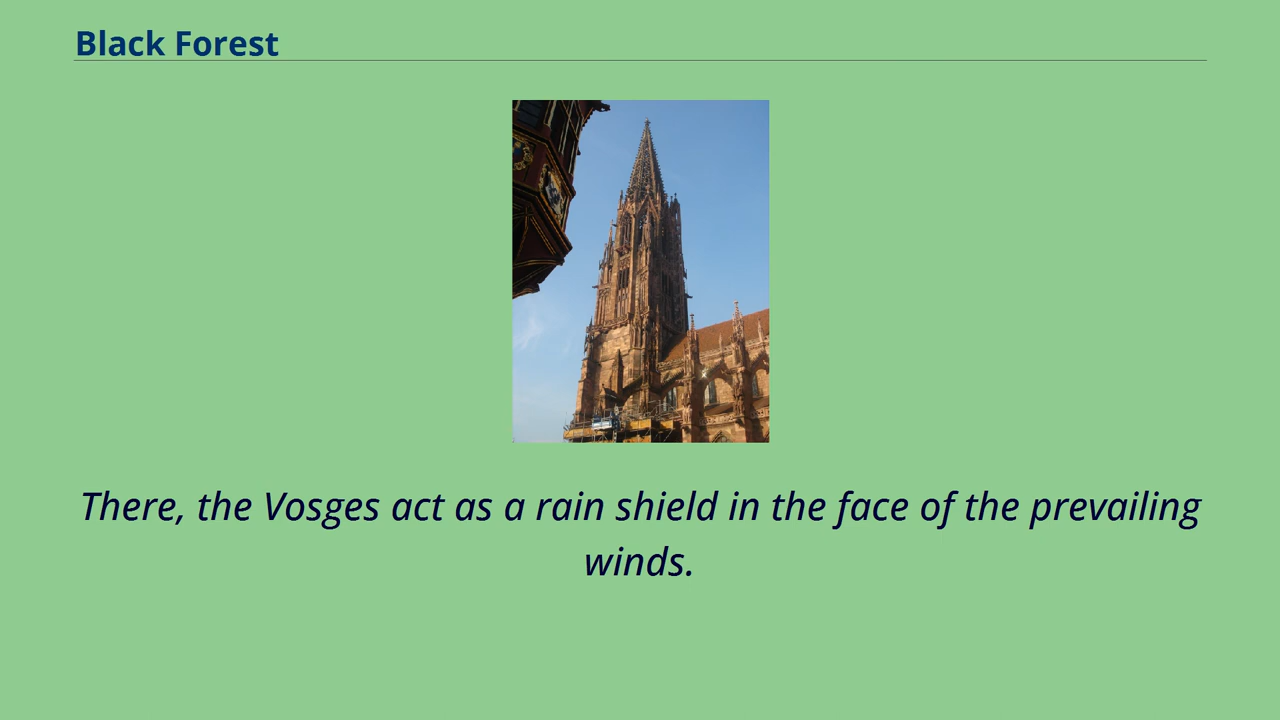 Black Forest
There, the Vosges act as a rain shield in the face of the prevailing
winds.